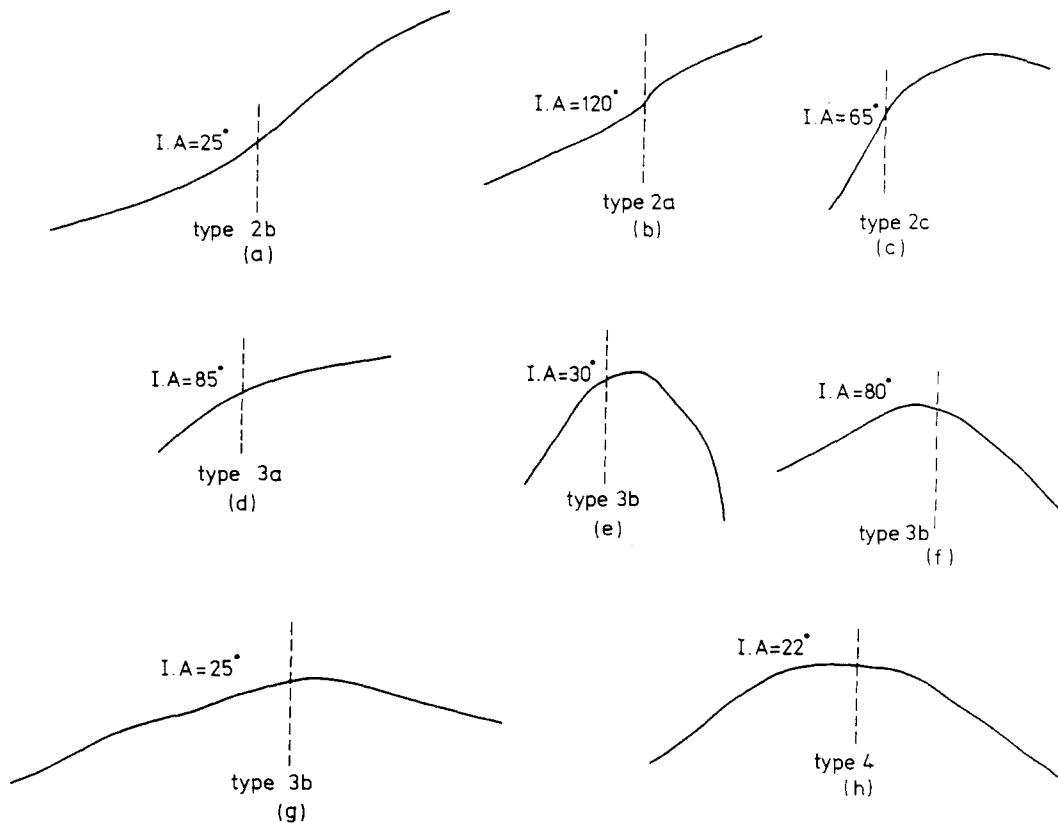 I.A=25°
type 2b
(a)
I.A=120°
type 2a
(b)
I.A=65°
type 2c
(c)
I.A=85°
type 3a
(d)
I.A=30°
type 3b
(e)
I.A=80°
type 3b
(f)
I.A=25°
type 3b
(g)
I.A=22°
type 4
(h)